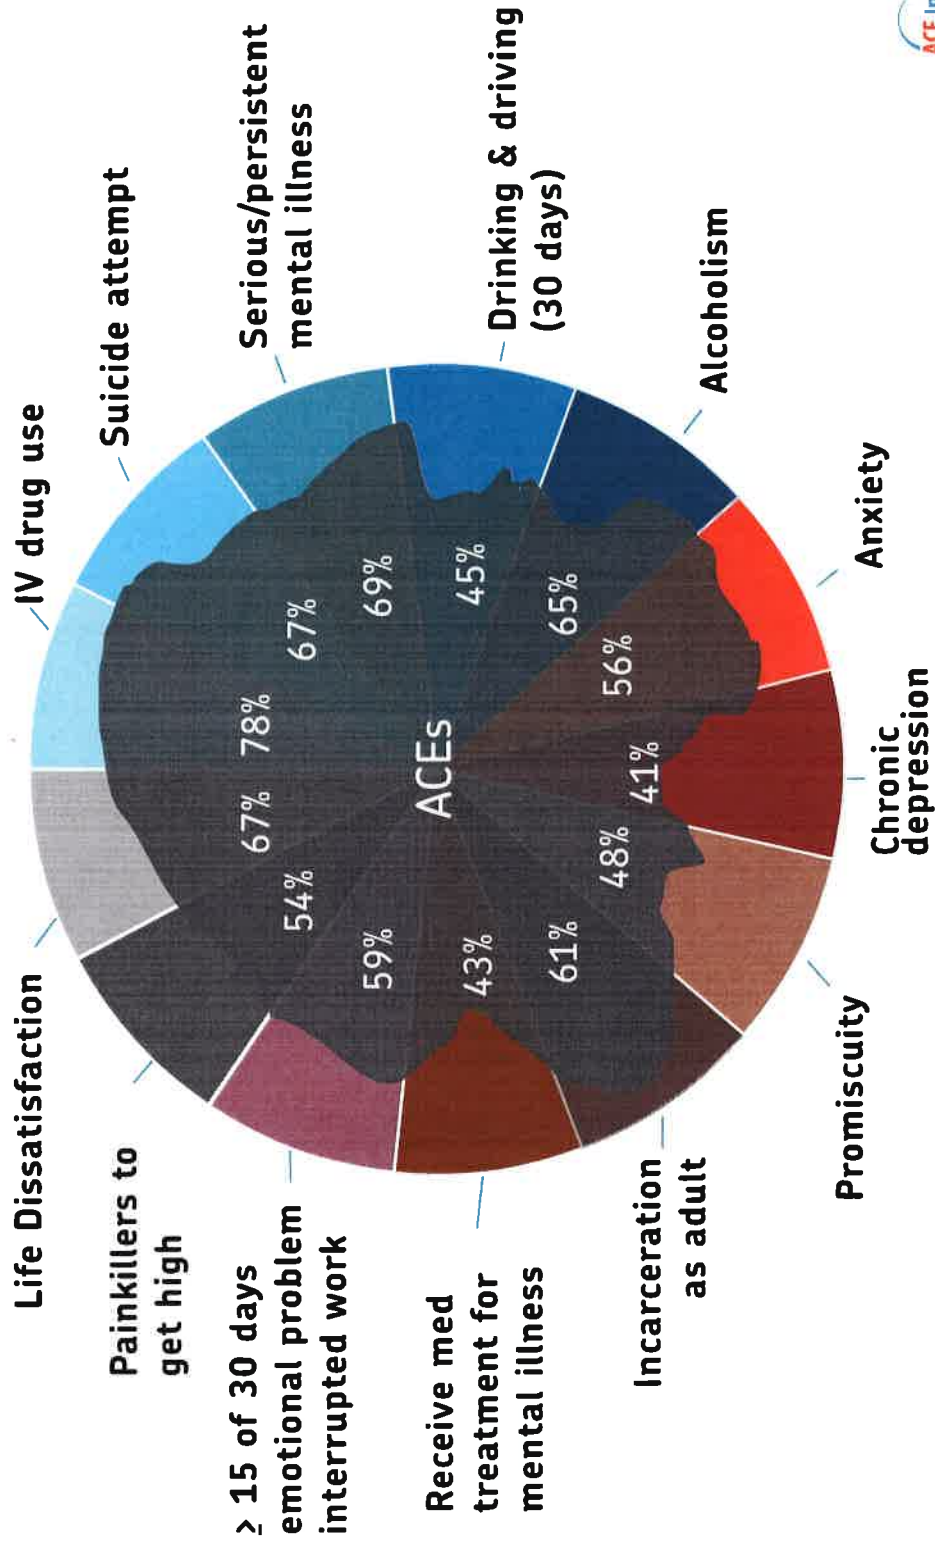 Life Dissatisfaction
IV drug use
Painkillers to
get high
Suicide attempt
≥ 15 of 30 days
emotional problem
interrupted work
Serious/persistent
mental illness
Receive med
treatment for
mental illness
Drinking & driving
(30 days)
Incarceration
as adult
Alcoholism
Promiscuity
Anxiety
Chronic
depression
67%
78%
54%
67%
59%
69%
ACEs
43%
45%
61%
65%
48%
41%
56%
ACE